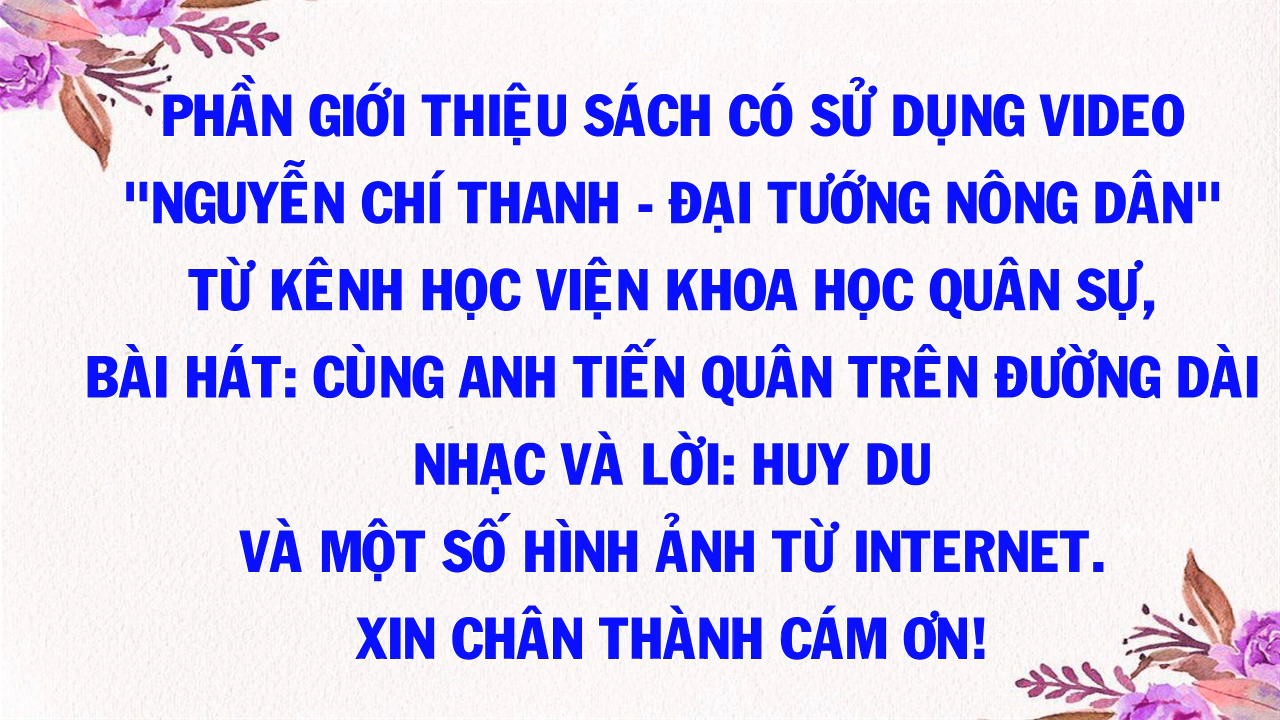 PHẦN GIỚI THIỆU SÁCH CÓ SỬ DỤNG VIDEO
"NGUYỄN CHÍ THANH - ĐẠI TƯỚNG NÔNG DÂN"
TỪ KÊNH HỌC VIỆN KHOA HỌC QUÂN SỰ,
BÀI HÁT: CÙNG ANH TIẾN QUÂN TRÊN ĐƯỜNG DÀI
NHẠC VÀ LỜI: HUY DU
VÀ MỘT SỐ HÌNH ẢNH TỪ INTERNET.
XIN CHÂN THÀNH CÁM ƠN!